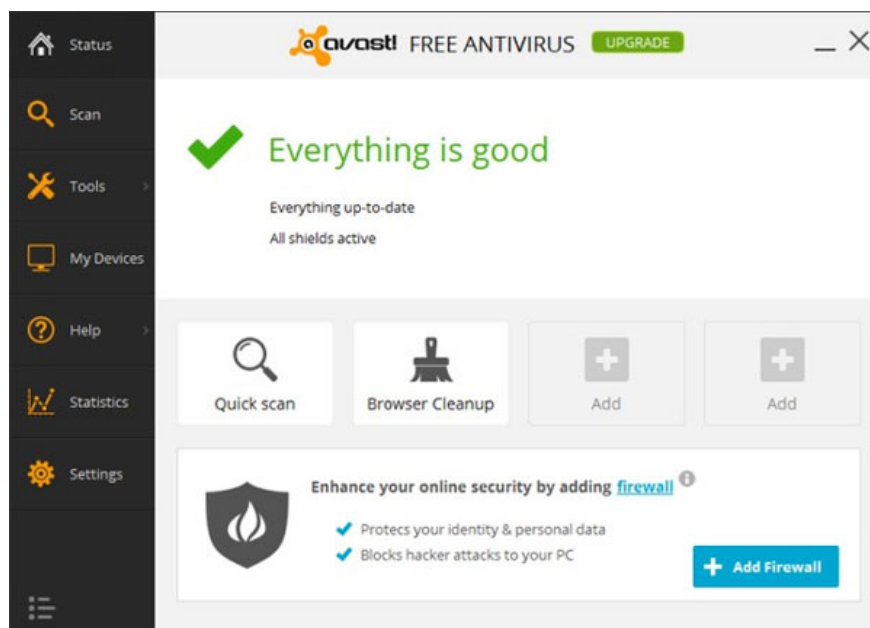 Status
avast! FREE ANTIVIRUS UPGRADE
Scan
Everything is good
Tools
Everything up-to-date
All shields active
My Devices
Help
Quick scan
Browser Cleanup
Add
Add
Statistics
Settings
Enhance your online security by adding firewall
Protecs your identity & personal data
Blocks hacker attacks to your PC
Add Firewall